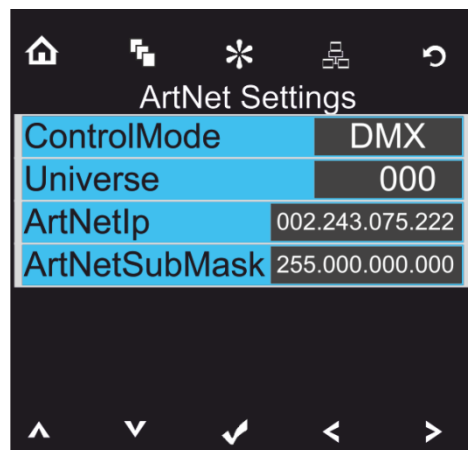 ArtNet Settings
ControlMode DMX
Universe 000
ArtNetIp 002.243.075.222
ArtNetSubMask 255.000.000.000